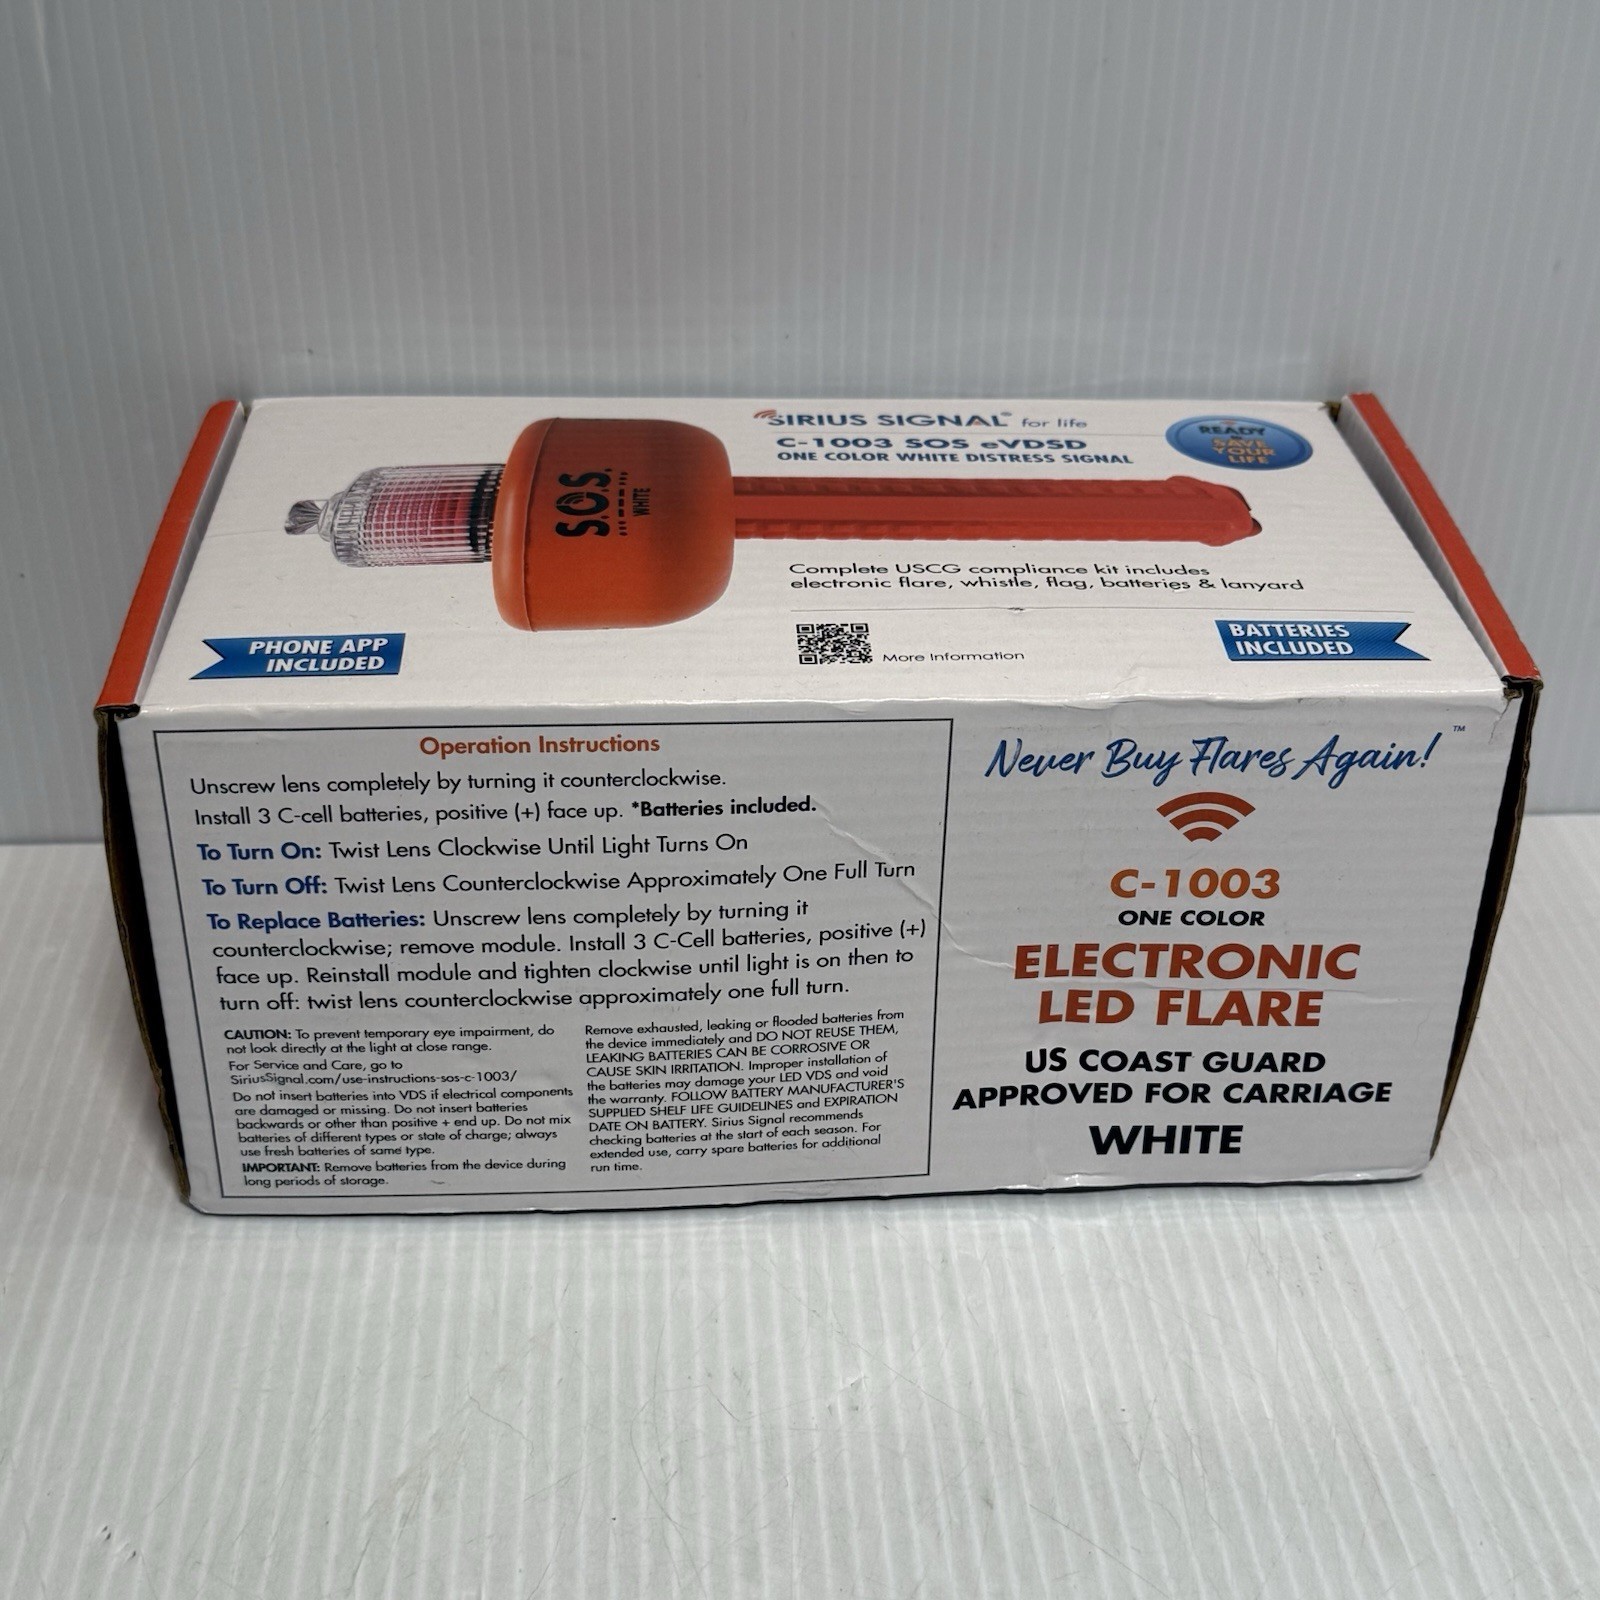 SIRIUS SIGNAL® for life
C-1003 SOS eVDSD
ONE COLOR WHITE DISTRESS SIGNAL
READY
SAVE
YOUR
LIFE
S.O.S.
WHITE
Complete USCG compliance kit includes
electronic flare, whistle, flag, batteries & lanyard
PHONE APP
INCLUDED
More Information
BATTERIES
INCLUDED
Operation Instructions
Unscrew lens completely by turning it counterclockwise.
Install 3 C-cell batteries, positive (+) face up. *Batteries included.
To Turn On: Twist Lens Clockwise Until Light Turns On
To Turn Off: Twist Lens Counterclockwise Approximately One Full Turn
To Replace Batteries: Unscrew lens completely by turning it
counterclockwise; remove module. Install 3 C-Cell batteries, positive (+)
face up. Reinstall module and tighten clockwise until light is on then to
turn off: twist lens counterclockwise approximately one full turn.
CAUTION: To prevent temporary eye impairment, do
not look directly at the light at close range.
For Service and Care, go to
SiriusSignal.com/use-instructions-sos-c-1003/
Do not insert batteries into VDS if electrical components
are damaged or missing. Do not insert batteries
backwards or other than positive + end up. Do not mix
batteries of different types or state of charge; always
use fresh batteries of same type.
IMPORTANT: Remove batteries from the device during
long periods of storage.
Remove exhausted, leaking or flooded batteries from
the device immediately and DO NOT REUSE THEM,
LEAKING BATTERIES CAN BE CORROSIVE OR
CAUSE SKIN IRRITATION. Improper installation of
the batteries may damage your LED VDS and void
the warranty. FOLLOW BATTERY MANUFACTURER'S
SUPPLIED SHELF LIFE GUIDELINES and EXPIRATION
DATE ON BATTERY. Sirius Signal recommends
checking batteries at the start of each season. For
extended use, carry spare batteries for additional
run time.
Never Buy Flares Again!™
C-1003
ONE COLOR
ELECTRONIC
LED FLARE
US COAST GUARD
APPROVED FOR CARRIAGE
WHITE